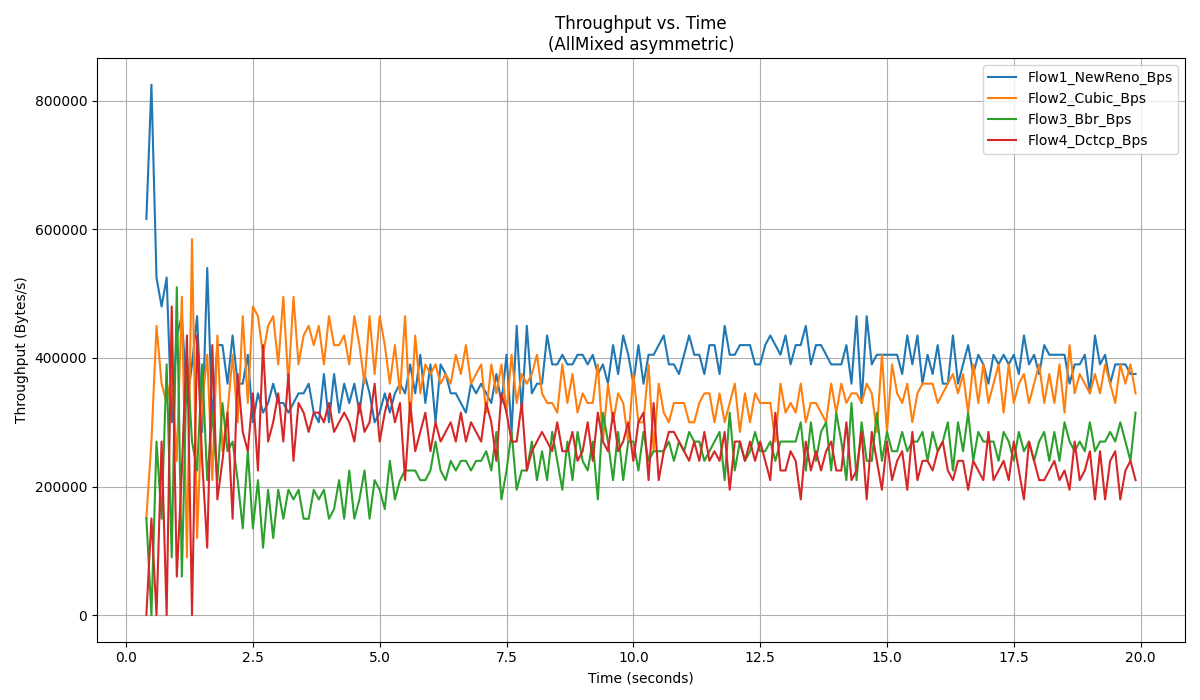 Throughput vs. Time
(AllMixed asymmetric)
Flow1_NewReno_Bps
Flow2_Cubic_Bps
Flow3_Bbr_Bps
Flow4_Dctcp_Bps
Throughput (Bytes/s)
800000
600000
400000
200000
0
0.0 2.5 5.0 7.5 10.0 12.5 15.0 17.5 20.0
Time (seconds)